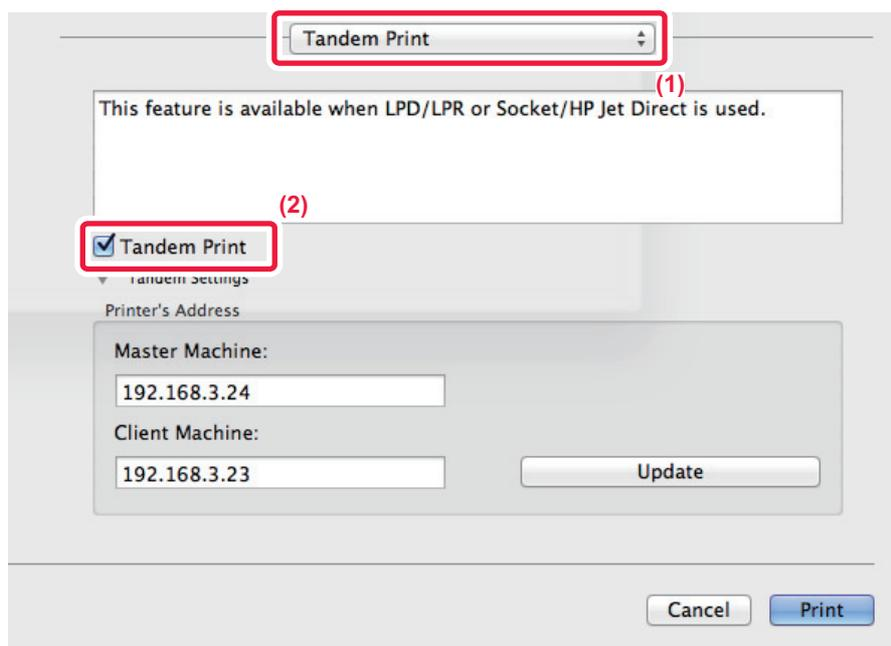 Tandem Print
(1)
This feature is available when LPD/LPR or Socket/HP Jet Direct is used.
(2)
Tandem Print
Tandem Settings
Printer's Address
Master Machine:
192.168.3.24
Client Machine:
192.168.3.23
Update
Cancel
Print